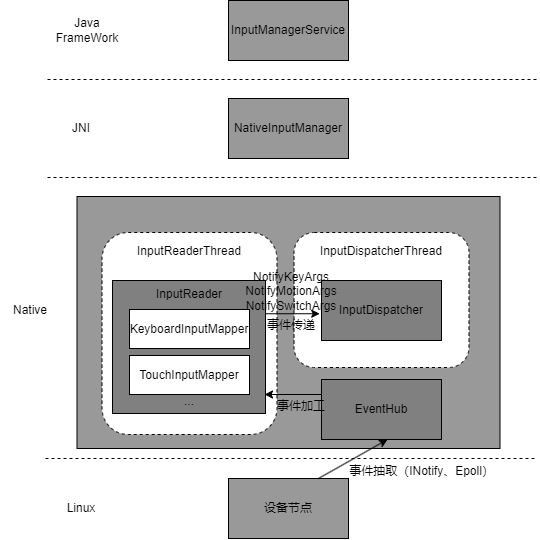 Java
FrameWork
InputManagerService
JNI
NativeInputManager
Native
InputReaderThread
InputDispatcherThread
InputReader
KeyboardInputMapper
TouchInputMapper
...
NotifyKeyArgs
NotifyMotionArgs
NotifySwitchArgs
事件传递
InputDispatcher
事件加工
EventHub
事件抽取（INotify、Epoll）
Linux
设备节点